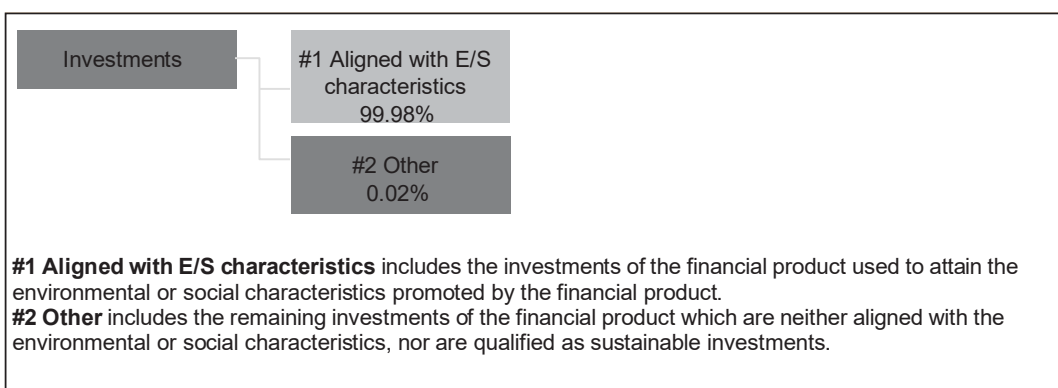 Investments
#1 Aligned with E/S
characteristics
99.98%
#2 Other
0.02%
#1 Aligned with E/S characteristics includes the investments of the financial product used to attain the
environmental or social characteristics promoted by the financial product.
#2 Other includes the remaining investments of the financial product which are neither aligned with the
environmental or social characteristics, nor are qualified as sustainable investments.